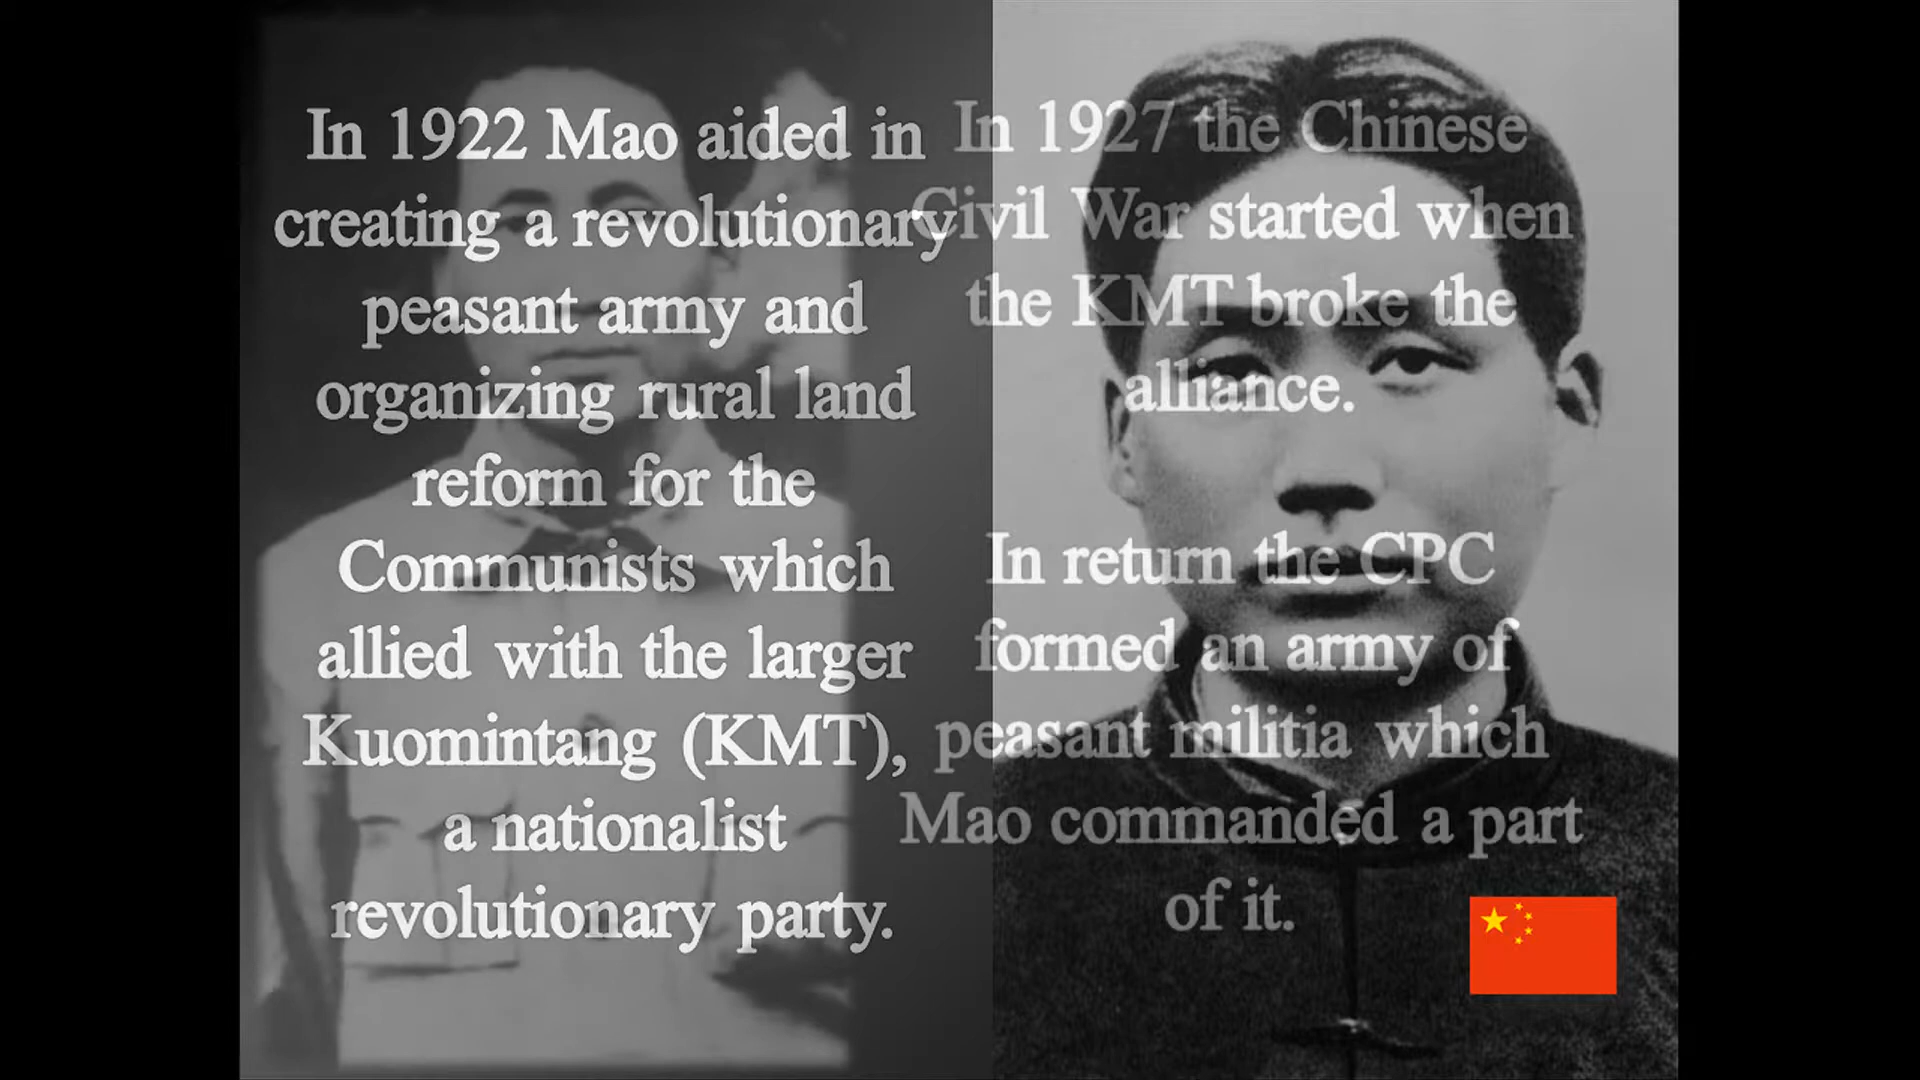 In 1922 Mao aided in
creating a revolutionary
peasant army and
organizing rural land
reform for the
Communists which
allied with the larger
Kuomintang (KMT),
a nationalist
revolutionary party.
In 1927 the Chinese
Civil War started when
the KMT broke the
alliance.
In return the CPC
formed an army of
peasant militia which
Mao commanded a part
of it.